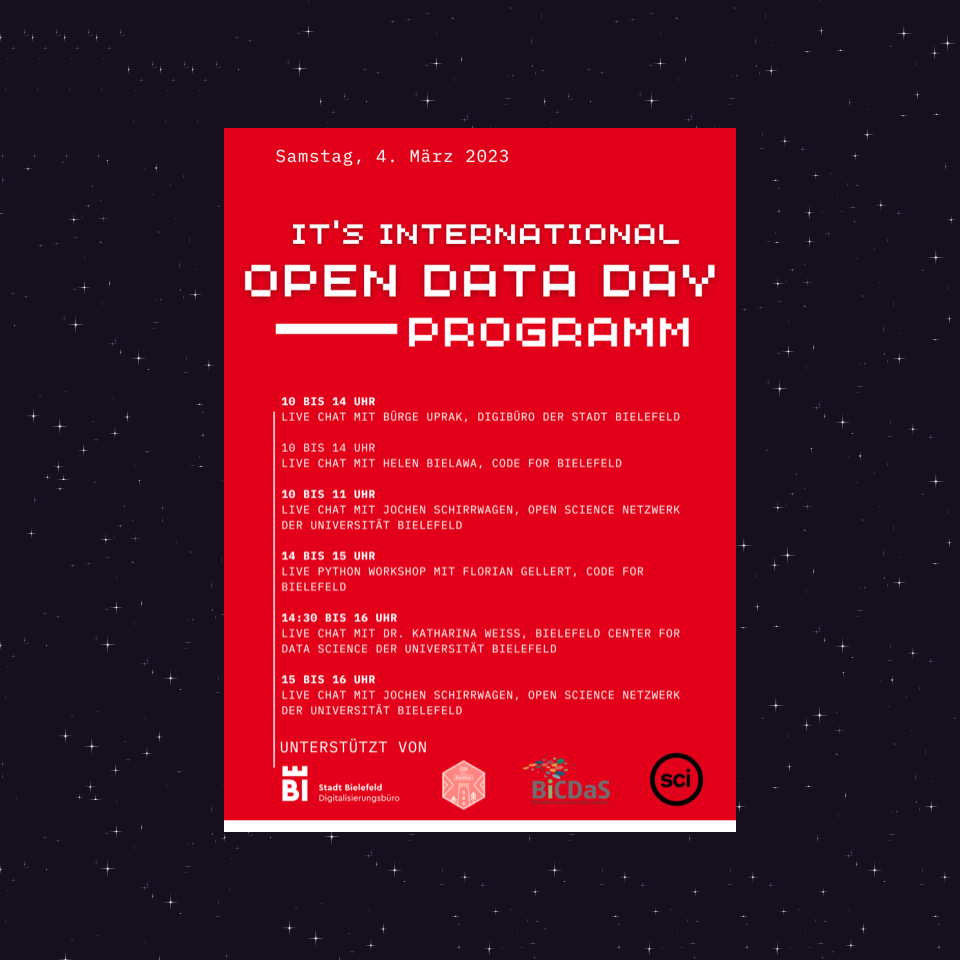 Samstag, 4. März 2023
IT'S INTERNATIONAL
OPEN DATA DAY
PROGRAMM
10 BIS 14 UHR
LIVE CHAT MIT BÜRGE UPRAK, DIGIBÜRO DER STADT BIELEFELD
10 BIS 14 UHR
LIVE CHAT MIT HELEN BIELAWA, CODE FOR BIELEFELD
10 BIS 11 UHR
LIVE CHAT MIT JOCHEN SCHIRRWAGEN, OPEN SCIENCE NETZWERK
DER UNIVERSITÄT BIELEFELD
14 BIS 15 UHR
LIVE PYTHON WORKSHOP MIT FLORIAN GELLERT, CODE FOR
BIELEFELD
14:30 BIS 16 UHR
LIVE CHAT MIT DR. KATHARINA WEISS, BIELEFELD CENTER FOR
DATA SCIENCE DER UNIVERSITÄT BIELEFELD
15 BIS 16 UHR
LIVE CHAT MIT JOCHEN SCHIRRWAGEN, OPEN SCIENCE NETZWERK
DER UNIVERSITÄT BIELEFELD
UNTERSTÜTZT VON
BI
Stadt Bielefeld
Digitalisierungsbüro
BiCDaS
sci